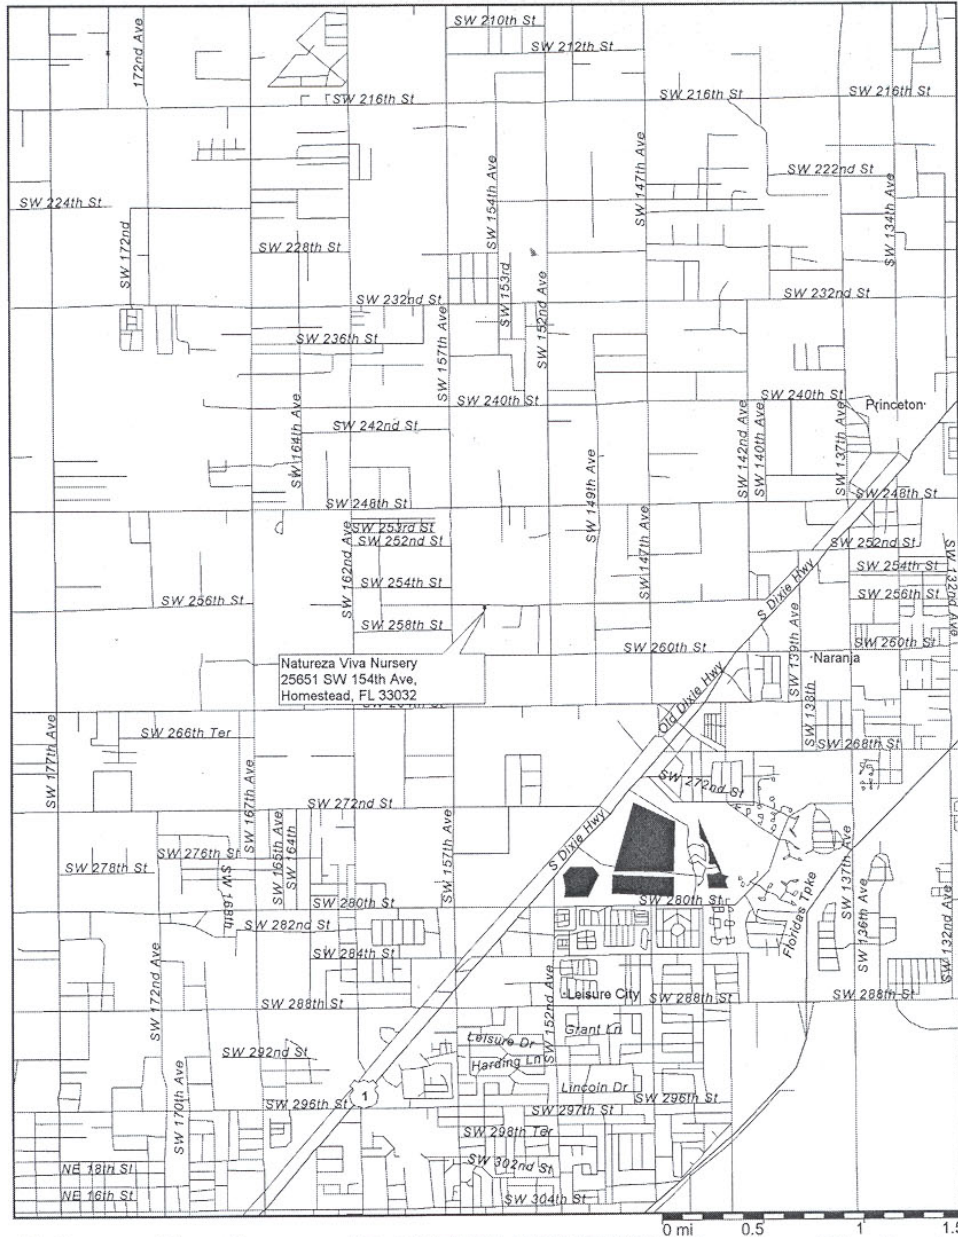 SW 210th St
172nd Ave
SW 212th St
SW 216th St
SW 216th St
SW 216th St
SW 154th Ave
SW 147th Ave
SW 222nd St
SW 134th Ave
SW 224th St
SW 172nd
SW 228th St
SW 153rd
SW 152nd Ave
SW 232nd St
SW 232nd St
SW 157th Ave
SW 236th St
SW 240th St
SW 240th St
Princeton
SW 164th Ave
SW 242nd St
SW 142nd Ave
SW 140th Ave
SW 137th Ave
SW 149th Ave
SW 248th St
SW 248th St
SW 253rd St
SW 252nd St
SW 162nd Ave
SW 147th Ave
SW 252nd St
SW 254th St
SW 254th St
SW 132nd Ave
SW 256th St
SW 256th St
S Dixie Hwy
SW 258th St
SW 260th St
SW 260th St
SW 139th Ave
Naranja
Natureza Viva Nursery
25651 SW 154th Ave,
Homestead, FL 33032
Old Dixie Hwy
SW 138th
SW 177th Ave
SW 266th Ter
SW 268th St
SW 167th Ave
SW 272nd St
SW 272nd St
S Dixie Hwy
SW 165th Ave
SW 164th
SW 157th Ave
SW 276th St
SW 278th St
SW 168th
SW 137th Ave
SW 280th St
SW 280th St
Floridas Tpke
SW 136th Ave
SW 132nd Ave
SW 282nd St
SW 284th St
SW 172nd Ave
SW 288th St
SW 152nd Ave
Leisure City
SW 288th St
SW 288th St
Grant Ln
Leisure Dr
SW 292nd St
Harding Ln
Lincoln Dr
SW 170th Ave
1
SW 296th St
SW 296th St
SW 297th St
SW 298th Ter
SW 302nd St
NE 18th St
NE 16th St
SW 304th St
0 mi 0.5 1 1.5